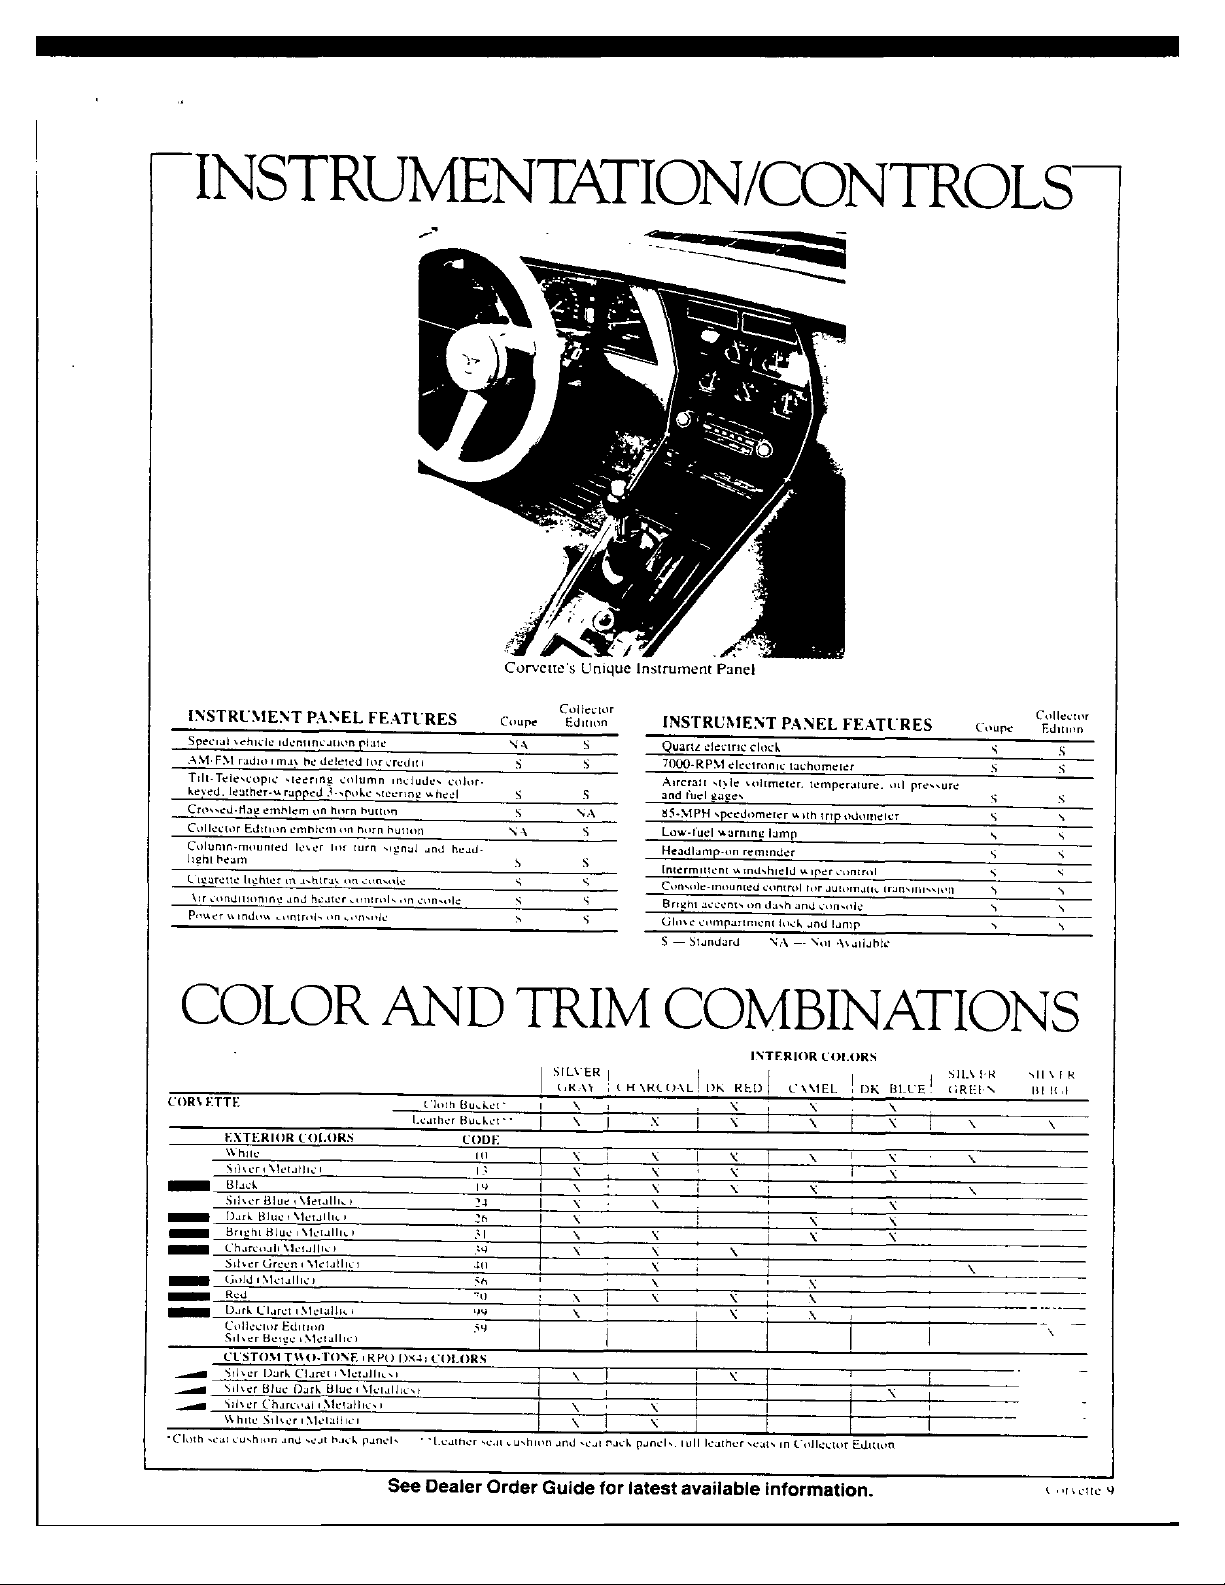 INSTRUMENTATION/CONTROLS
Corvette's Unique Instrument Panel
INSTRUMENT PANEL FEATURES Coupe Collector Edition
Special vehicle identification plate NA S
AM-FM radio (may be deleted for credit) S S
Tilt-Telescopic steering column includes color-
keyed, leather-wrapped 3-spoke steering wheel S S
Crossed-flag emblem on horn button S NA
Collector Edition emblem on horn button NA S
Column-mounted lever for turn signal and head-
light beam S S
Cigarette lighter in ashtray on console S S
Air conditioning and heater controls on console S S
Power window controls on console S S
INSTRUMENT PANEL FEATURES Coupe Collector Edition
Quartz electric clock S S
7000-RPM electronic tachometer S S
Aircraft style voltmeter, temperature, oil pressure
and fuel gages S S
85-MPH speedometer with trip odometer S S
Low-fuel warning lamp S S
Headlamp-on reminder S S
Intermittent windshield wiper control S S
Console-mounted control for automatic transmission S S
Bright accents on dash and console S S
Glove compartment lock and lamp S S
S — Standard NA — Not Available
COLOR AND TRIM COMBINATIONS
INTERIOR COLORS
SILVER GRAY CHARCOAL DK RED CAMEL DK BLUE SILVER GREEN SILVER BEIGE
CORVETTE Cloth Bucket* X X X X
Leather Bucket** X X X X X X X
EXTERIOR COLORS CODE
White 10 X X X X X X
Silver (Metallic) 13 X X X X
Black 19 X X X X X
Silver Blue (Metallic) 24 X X X
Dark Blue (Metallic) 26 X X X
Bright Blue (Metallic) 31 X X X X
Charcoal (Metallic) 39 X X X
Silver Green (Metallic) 40 X X
Gold (Metallic) 56 X X
Red 70 X X X X
Dark Claret (Metallic) 99 X X X
Collector Edition 59
Silver Beige (Metallic) X
CUSTOM TWO-TONE (RPO D84) COLORS
Silver Dark Claret (Metallics) X X
Silver Blue Dark Blue (Metallics) X
Silver Charcoal (Metallics) X X
White Silver (Metallic) X X
*Cloth seat cushion and seat back panels **Leather seat cushion and seat back panels, full leather seats in Collector Edition
See Dealer Order Guide for latest available information.
Corvette 9